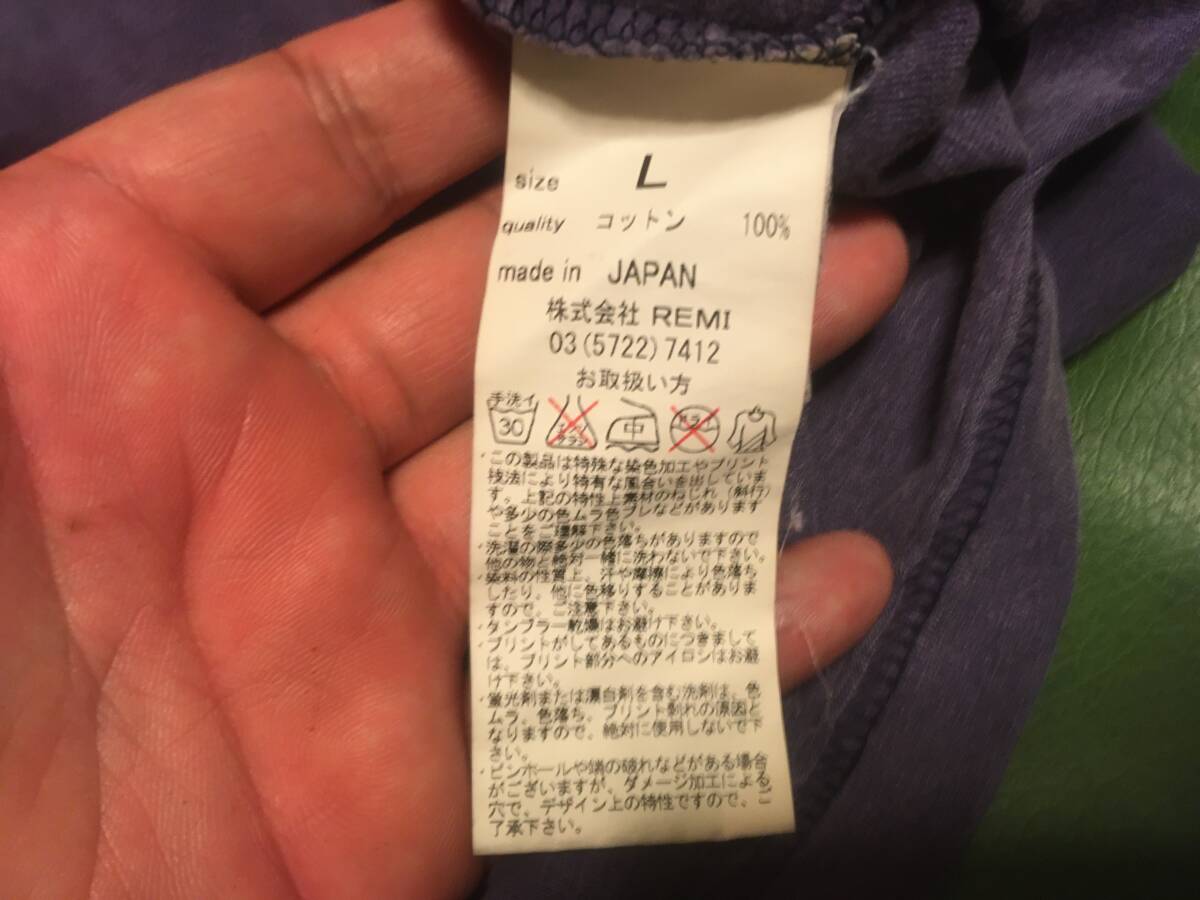 size L
quality コットン 100%
made in JAPAN
株式会社 REMI
03(5722)7412
お取扱い方
手洗イ
30
エンソ
サラシ
中
ドライ
・この製品は特殊な染色加工やプリント
技法により特有な風合いを出していま
す。上記の特性上素材のねじれ(斜行)
や多少の色ムラ色ブレなどがあります
ことをご理解下さい。
・洗濯の際多少の色落ちがありますので
他の物と絶対一緒に洗わないで下さい。
・染料の性質上、汗や摩擦により色落ち
したり、他に色移りすることがありま
すので、ご注意下さい。
・タンブラー乾燥はお避け下さい。
・プリントがしてあるものにつきまして
は、プリント部分へのアイロンはお避
け下さい。
・蛍光剤または漂白剤を含む洗剤は、色
ムラ、色落ち、プリント剥れの原因と
なりますので、絶対に使用しないで下
さい。
・ピンホールや端の破れなどがある場合
がございますが、ダメージ加工による
穴で、デザイン上の特性ですので、ご
了承下さい。